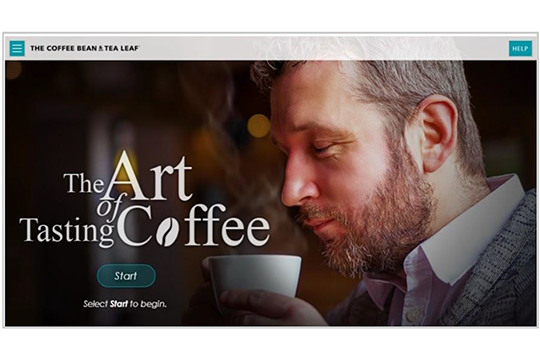 THE COFFEE BEAN & TEA LEAF
HELP
The Art
of
Tasting Coffee
Start
Select Start to begin.